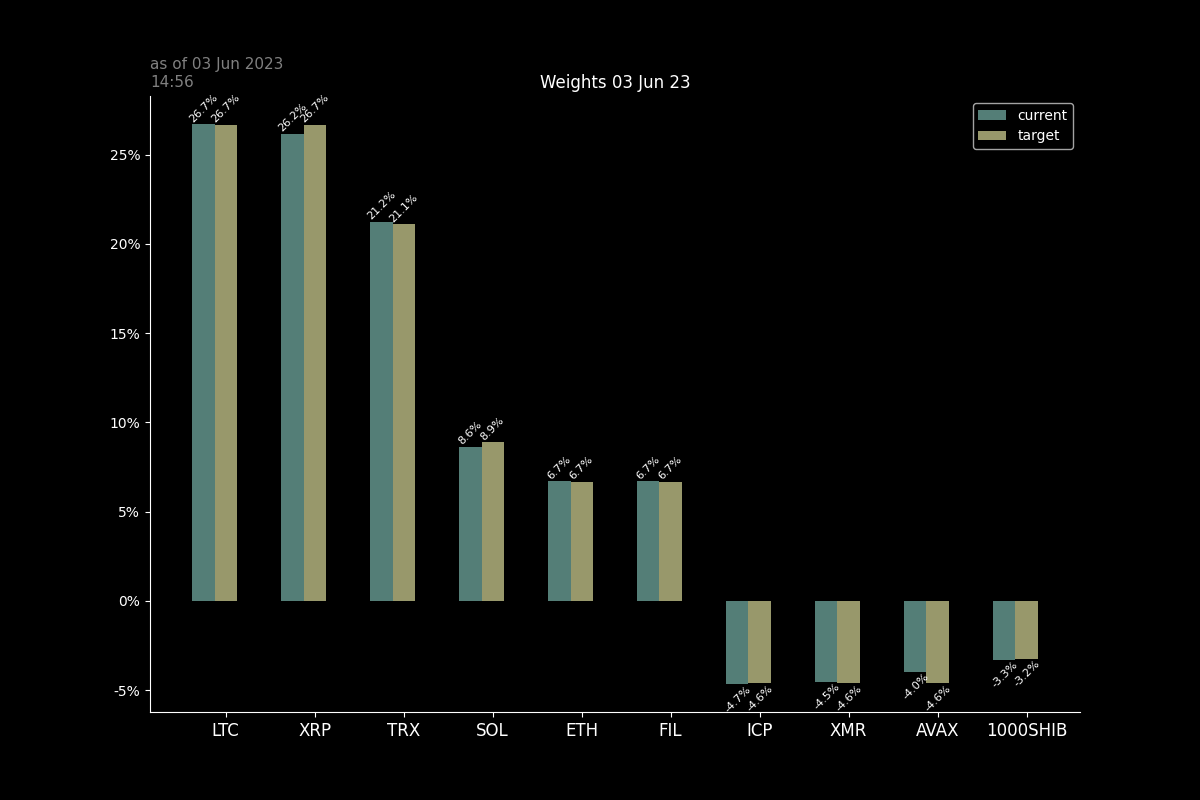 as of 03 Jun 2023
14:56
Weights 03 Jun 23
current
target
26.7% 26.7% 26.2% 26.7% 21.2% 21.1% 8.6% 8.9% 6.7% 6.7% 6.7% 6.7%
25%
20%
15%
10%
5%
0%
-5%
-4.7% -4.6% -4.5% -4.6% -4.0% -4.6% -3.3% -3.2%
LTC XRP TRX SOL ETH FIL ICP XMR AVAX 1000SHIB